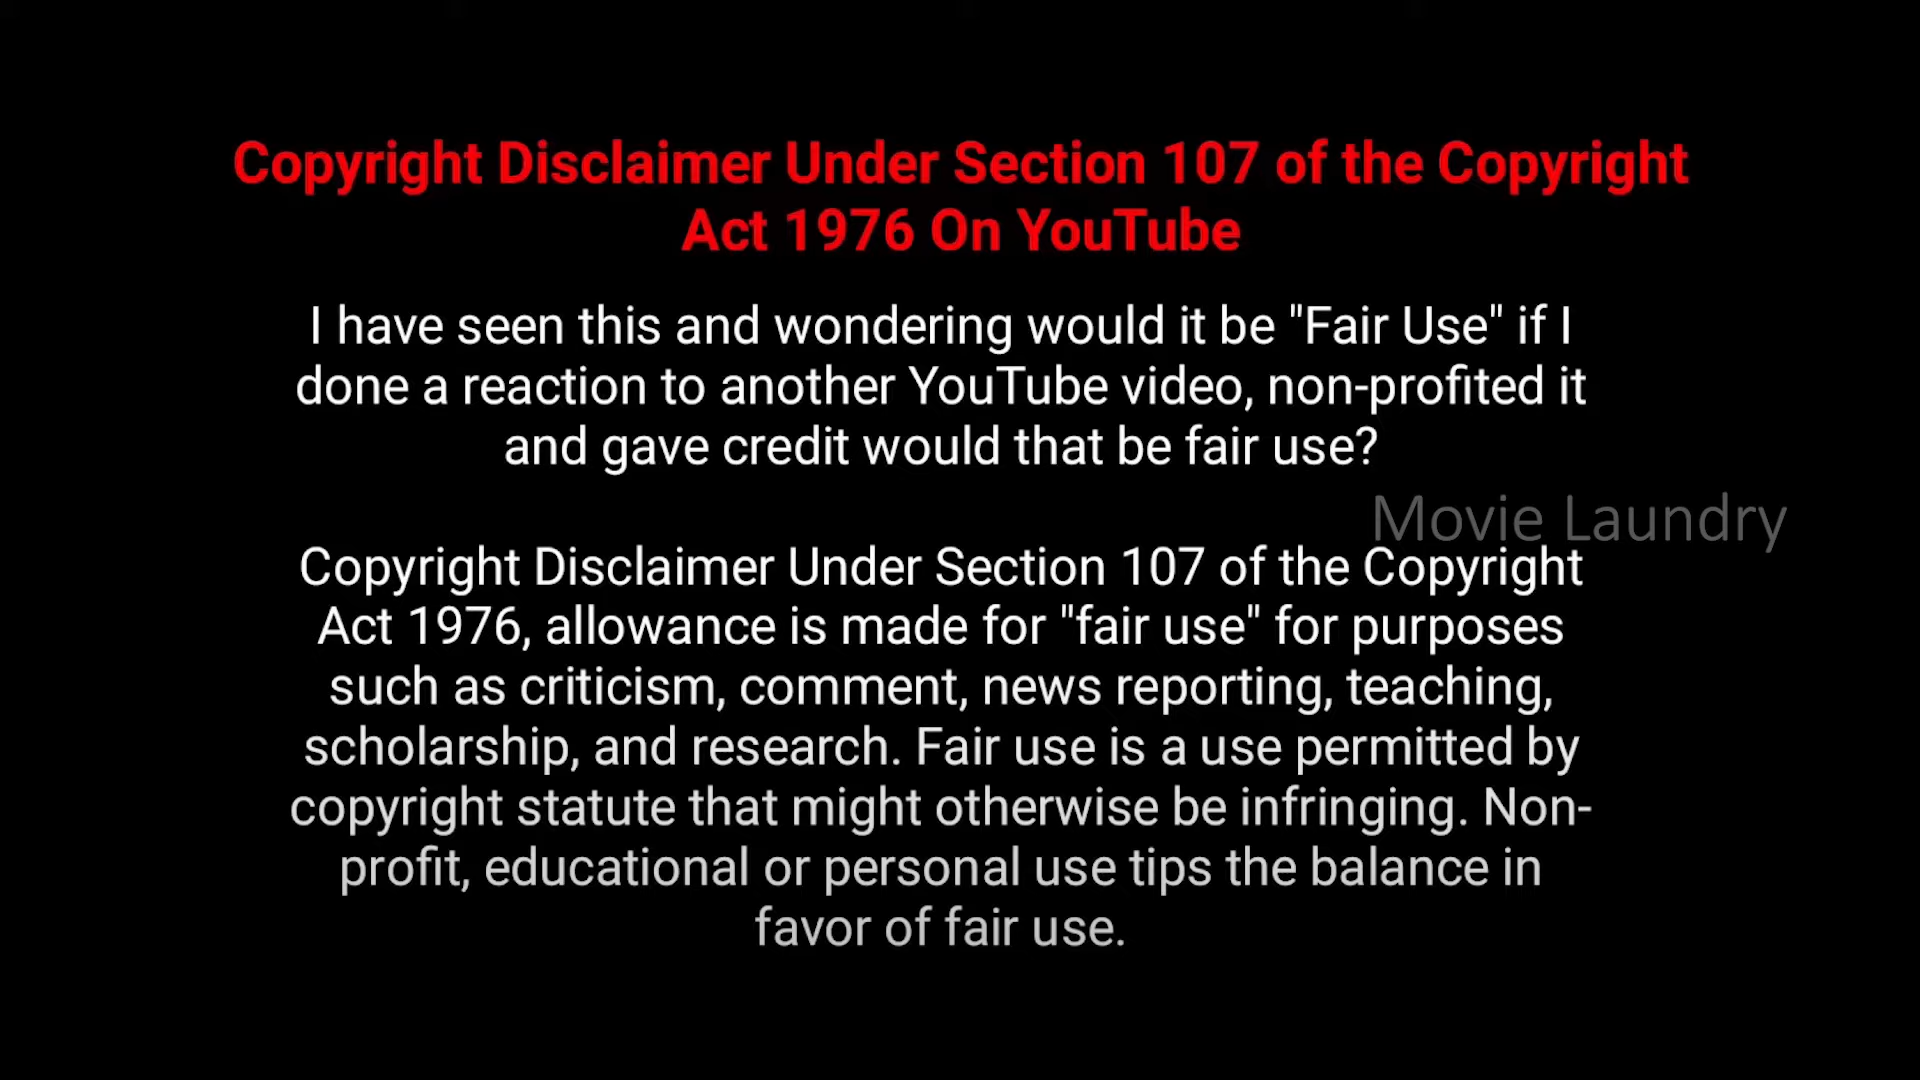 Copyright Disclaimer Under Section 107 of the Copyright
Act 1976 On YouTube
I have seen this and wondering would it be "Fair Use" if I
done a reaction to another YouTube video, non-profited it
and gave credit would that be fair use?
Movie Laundry
Copyright Disclaimer Under Section 107 of the Copyright
Act 1976, allowance is made for "fair use" for purposes
such as criticism, comment, news reporting, teaching,
scholarship, and research. Fair use is a use permitted by
copyright statute that might otherwise be infringing. Non-
profit, educational or personal use tips the balance in
favor of fair use.